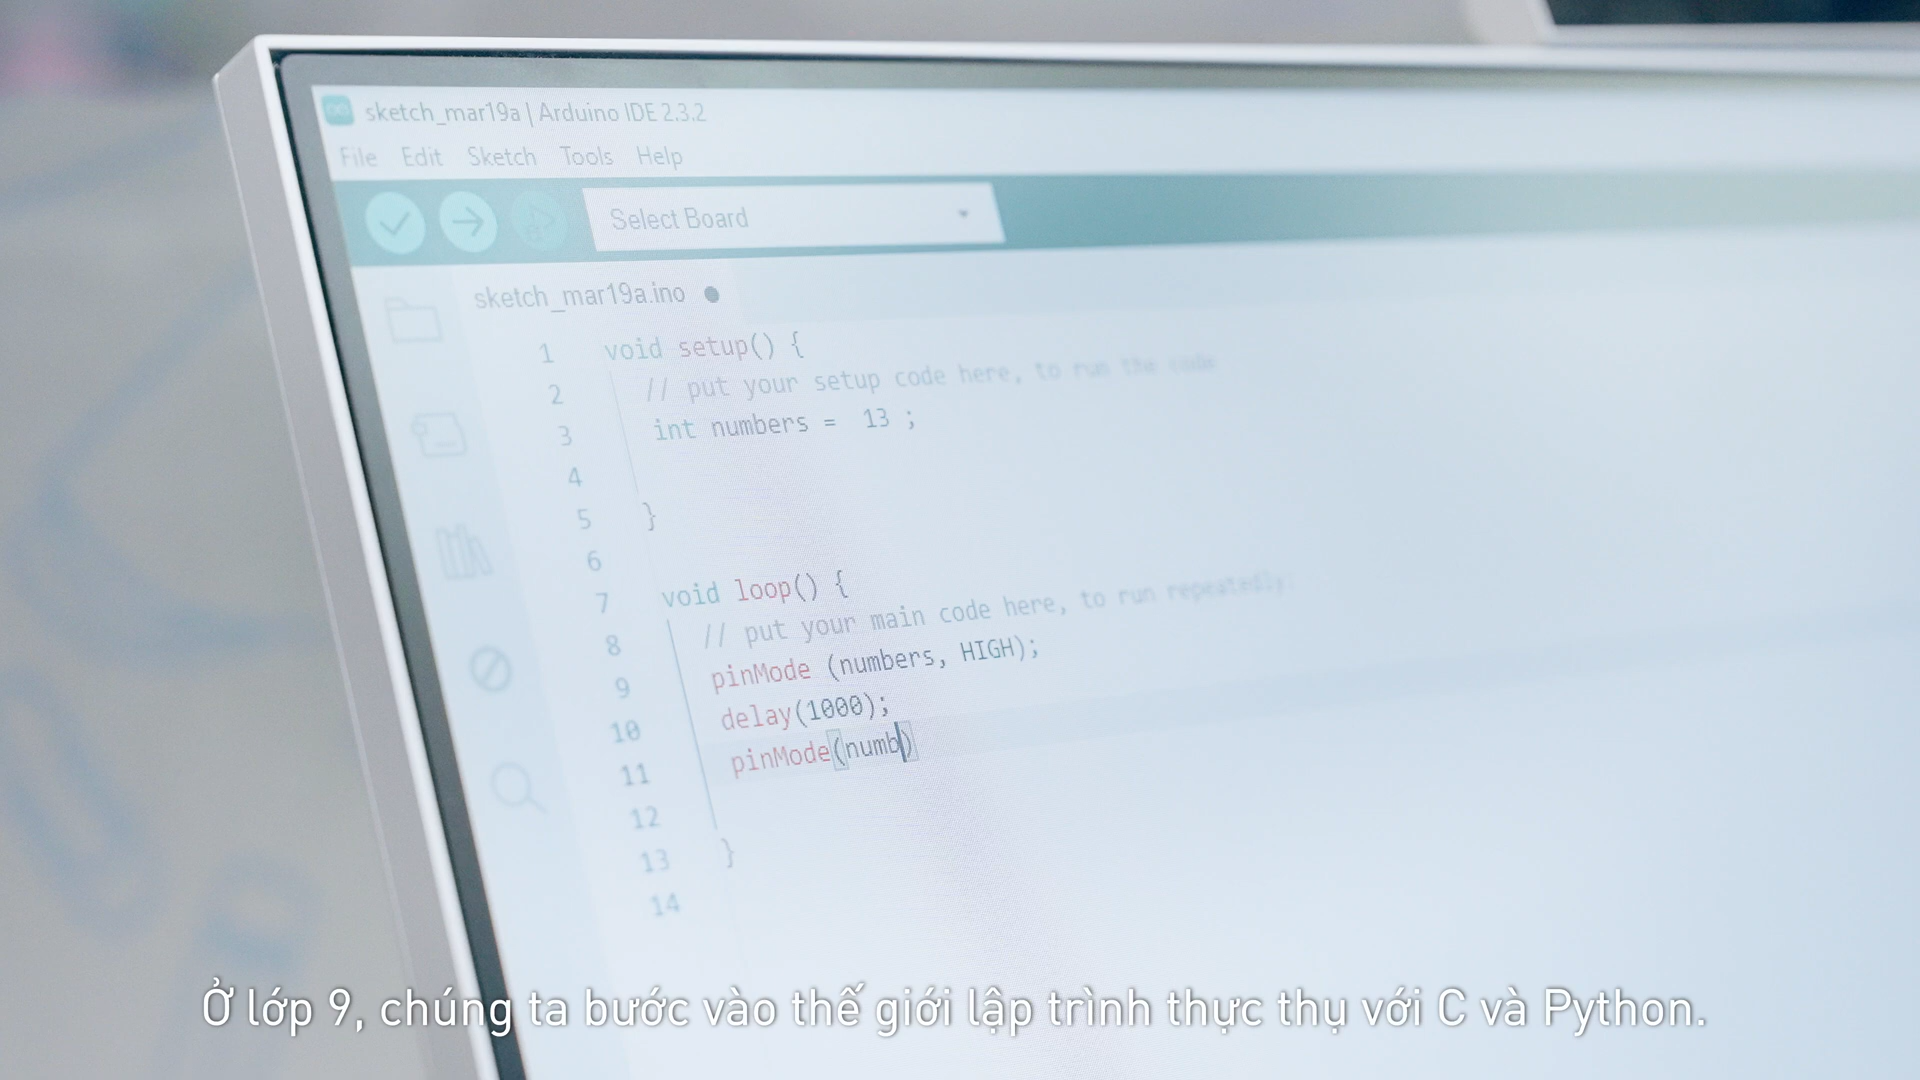 sketch_mar19a | Arduino IDE 2.3.2
File Edit Sketch Tools Help
Select Board
sketch_mar19a.ino
1 void setup() {
2 // put your setup code here, to run the code
3 int numbers = 13 ;
4
5 }
6
7 void loop() {
8 // put your main code here, to run repeatedly:
9 pinMode (numbers, HIGH);
10 delay(1000);
11 pinMode(numb)
12
13 }
14
Ở lớp 9, chúng ta bước vào thế giới lập trình thực thụ với C và Python.